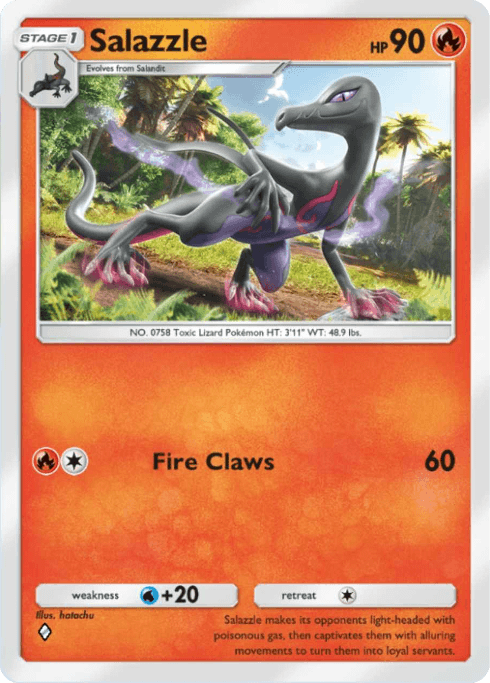 STAGE 1 Salazzle HP 90
Evolves from Salandit
NO. 0758 Toxic Lizard Pokémon HT: 3'11" WT: 48.9 lbs.
Fire Claws 60
weakness +20 retreat
Illus. hatachu
Salazzle makes its opponents light-headed with
poisonous gas, then captivates them with alluring
movements to turn them into loyal servants.